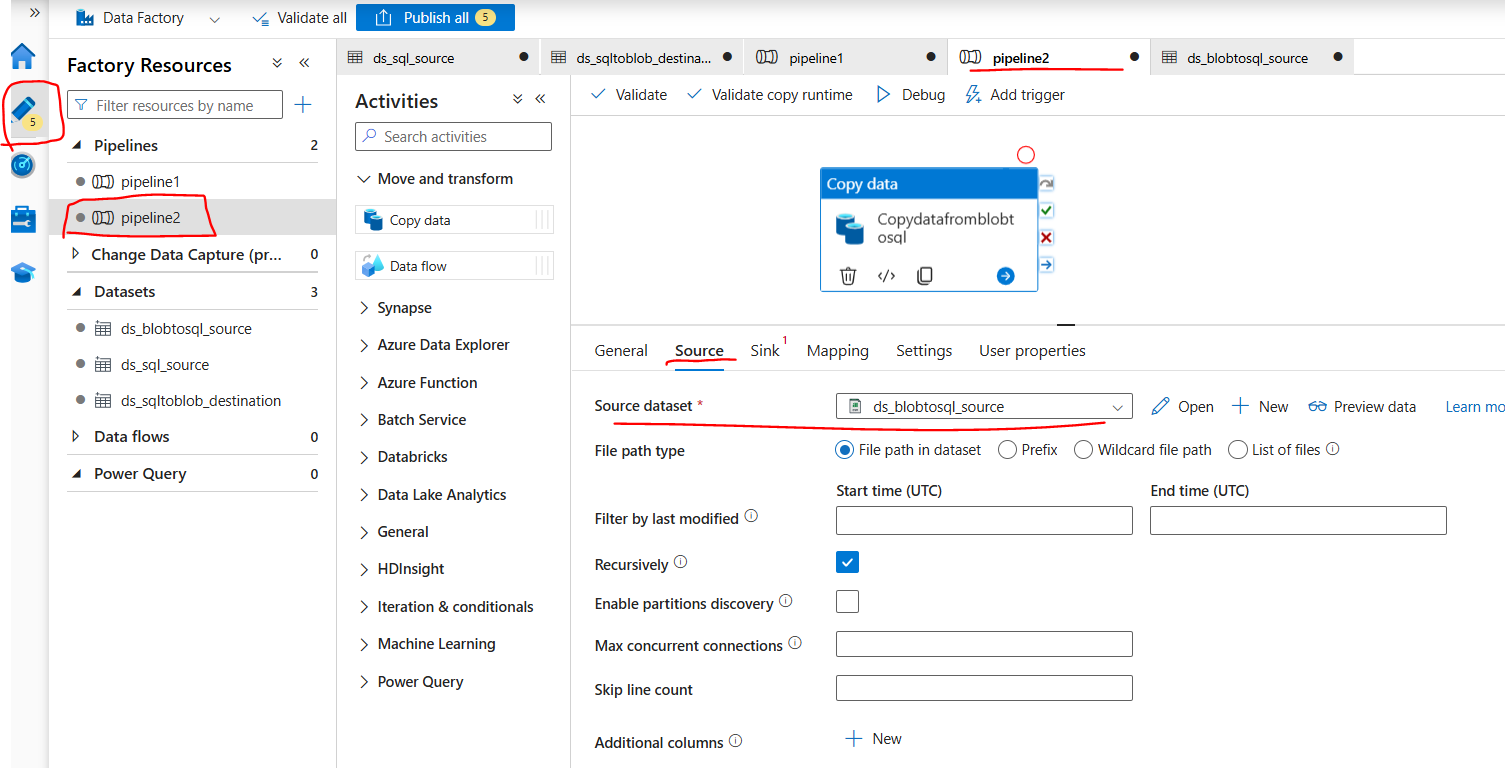 Data Factory
Validate all
Publish all 5
Factory Resources
5
Filter resources by name
Pipelines 2
pipeline1
pipeline2
Change Data Capture (pr... 0
Datasets 3
ds_blobtosql_source
ds_sql_source
ds_sqltoblob_destination
Data flows 0
Power Query 0
ds_sql_source
ds_sqltoblob_destina...
pipeline1
pipeline2
ds_blobtosql_source
Activities
Search activities
Move and transform
Copy data
Data flow
Synapse
Azure Data Explorer
Azure Function
Batch Service
Databricks
Data Lake Analytics
General
HDInsight
Iteration & conditionals
Machine Learning
Power Query
Validate
Validate copy runtime
Debug
Add trigger
Copy data
Copydatafromblobt
osql
General Source Sink 1 Mapping Settings User properties
Source dataset * ds_blobtosql_source Open New Preview data Learn mo
File path type File path in dataset Prefix Wildcard file path List of files
Start time (UTC) End time (UTC)
Filter by last modified
Recursively
Enable partitions discovery
Max concurrent connections
Skip line count
Additional columns New